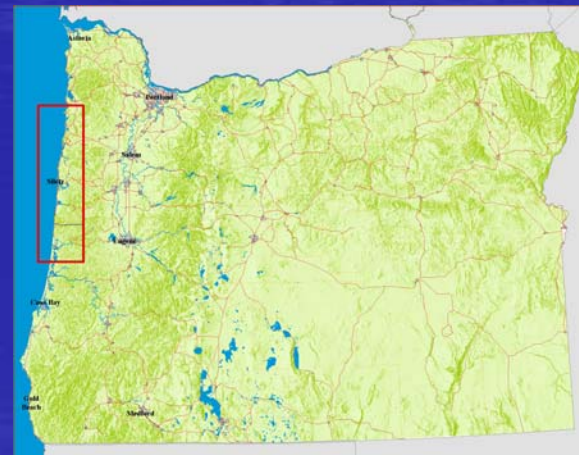 Astoria
Portland
Salem
Siletz
Eugene
Coos Bay
Gold
Beach
Medford